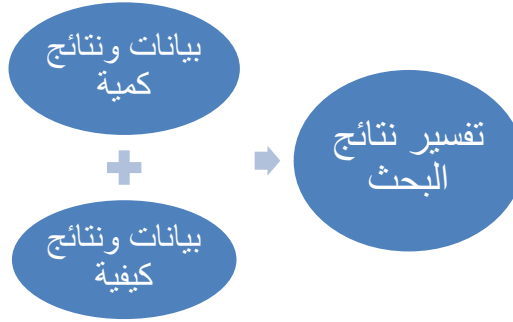 بيانات ونتائج
كمية
تفسير نتائج
البحث
بيانات ونتائج
كيفية